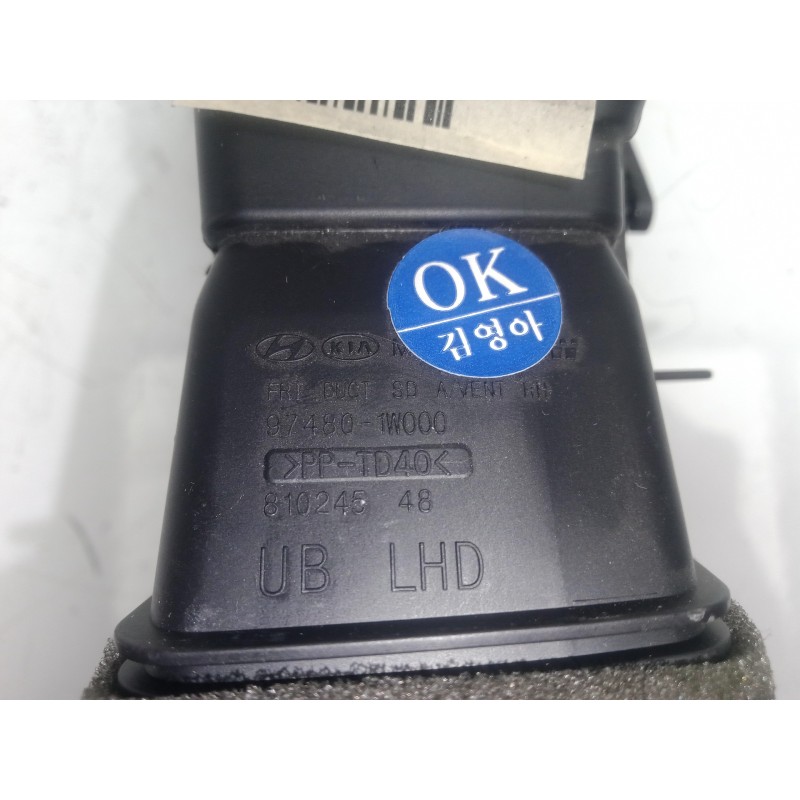 OK
김영아
KIA M
FRT DUCT SD A/VENT RH
97480-1W000
>PP-TD40<
810245 48
UB LHD